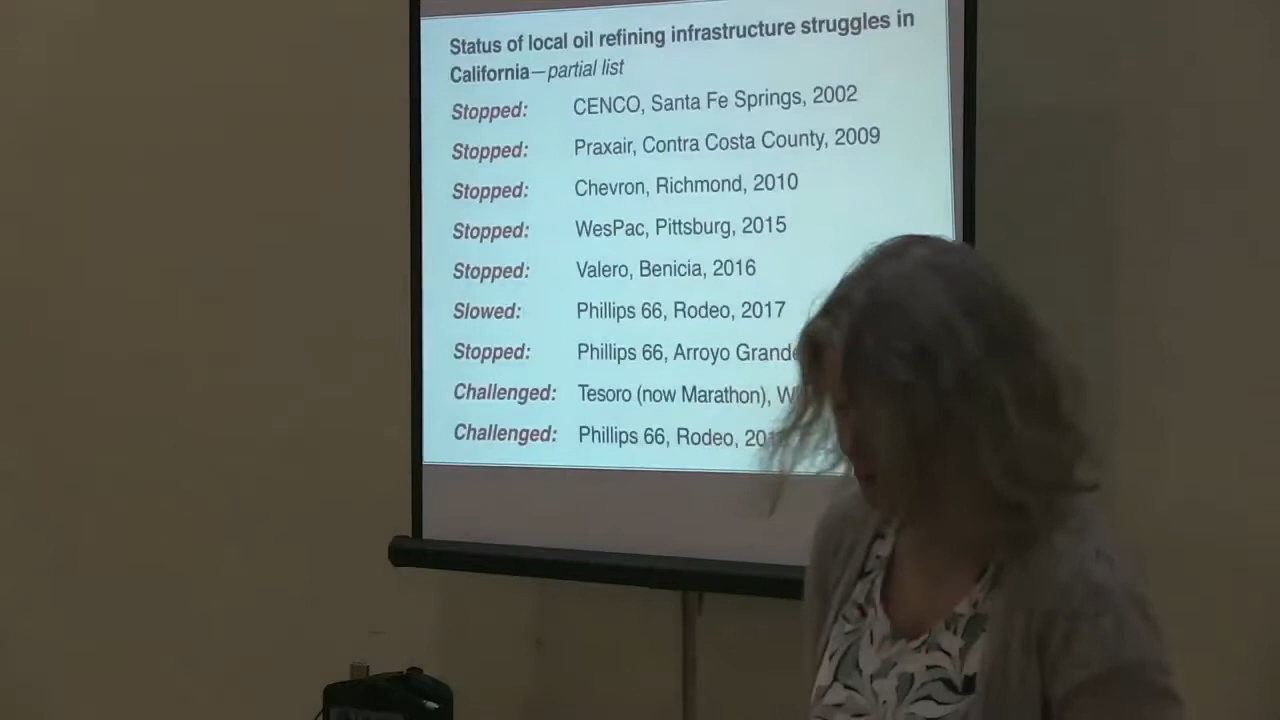 Status of local oil refining infrastructure struggles in
California—partial list
Stopped: CENCO, Santa Fe Springs, 2002
Stopped: Praxair, Contra Costa County, 2009
Stopped: Chevron, Richmond, 2010
Stopped: WesPac, Pittsburg, 2015
Stopped: Valero, Benicia, 2016
Slowed: Phillips 66, Rodeo, 2017
Stopped: Phillips 66, Arroyo Grande
Challenged: Tesoro (now Marathon),
Challenged: Phillips 66, Rodeo,